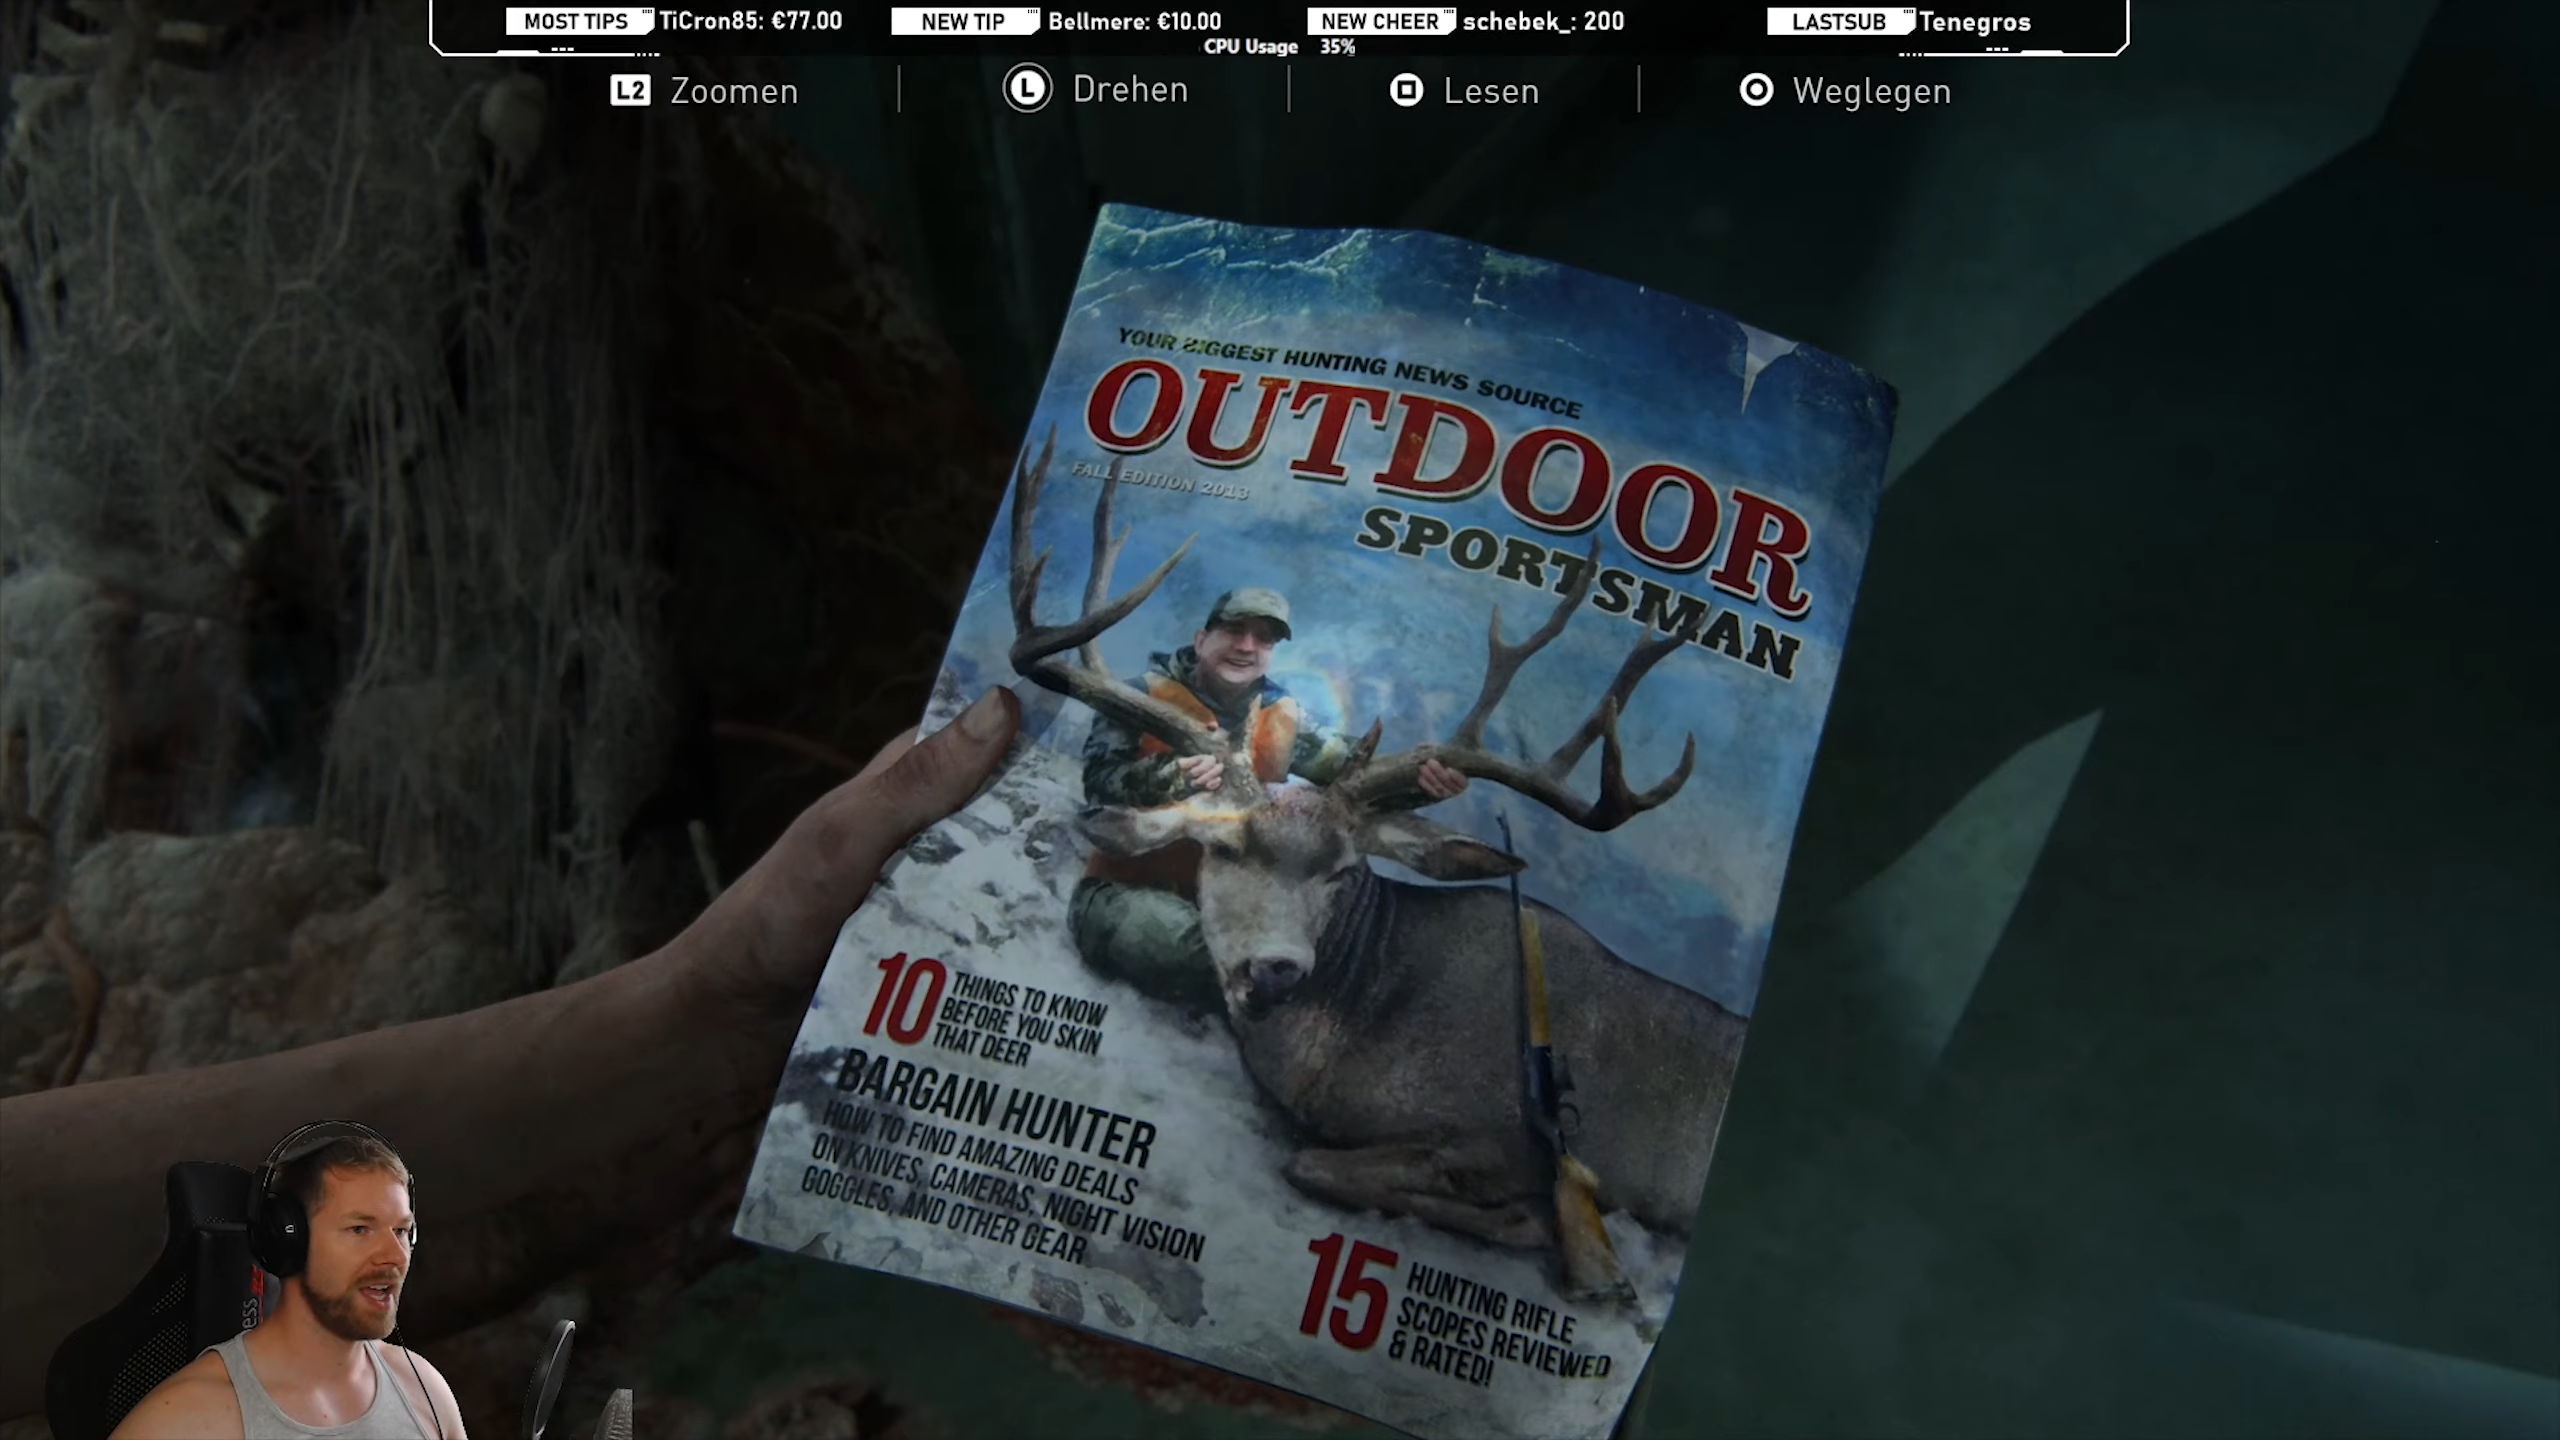 MOST TIPS TiCron85: €77.00 NEW TIP Bellmere: €10.00 NEW CHEER schebek_: 200 LASTSUB Tenegros
CPU Usage 35%
L2 Zoomen L Drehen Lesen Weglegen
YOUR BIGGEST HUNTING NEWS SOURCE
OUTDOOR
FALL EDITION 2013
SPORTSMAN
10 THINGS TO KNOW
BEFORE YOU SKIN
THAT DEER
BARGAIN HUNTER
HOW TO FIND AMAZING DEALS
ON KNIVES, CAMERAS, NIGHT VISION
GOGGLES, AND OTHER GEAR
15 HUNTING RIFLE
SCOPES REVIEWED
& RATED!
ess